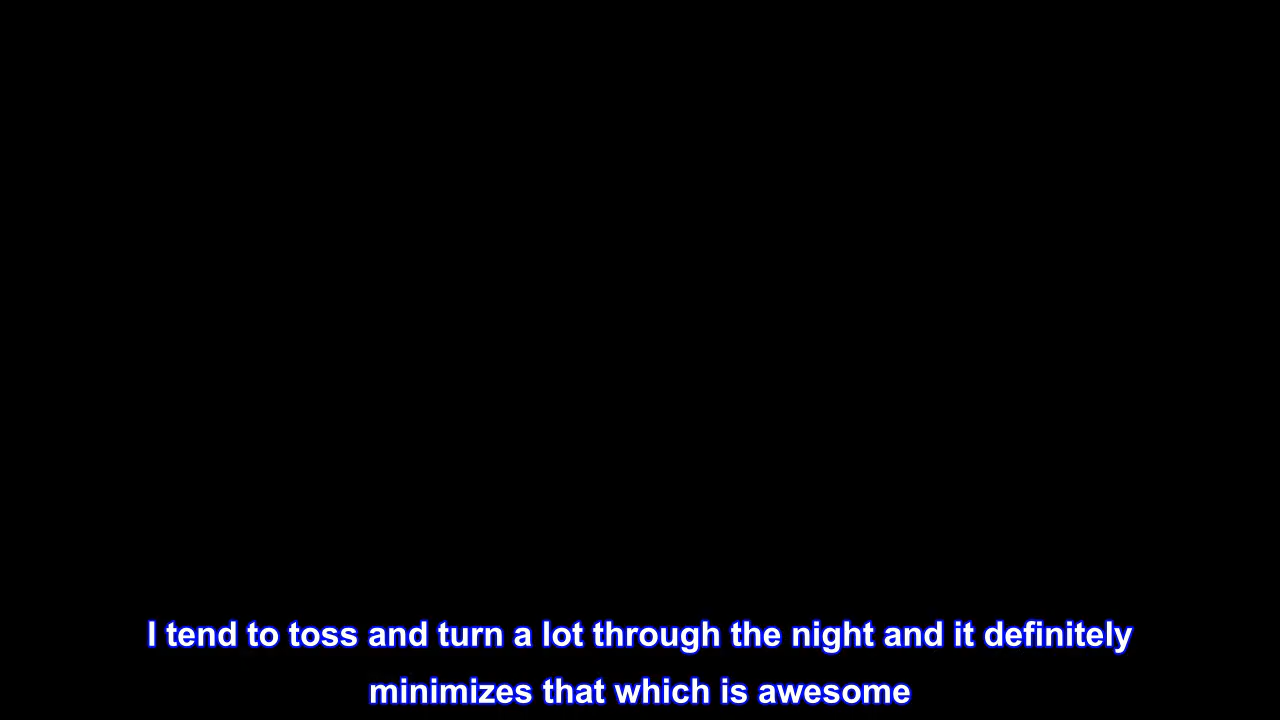 I tend to toss and turn a lot through the night and it definitely
minimizes that which is awesome